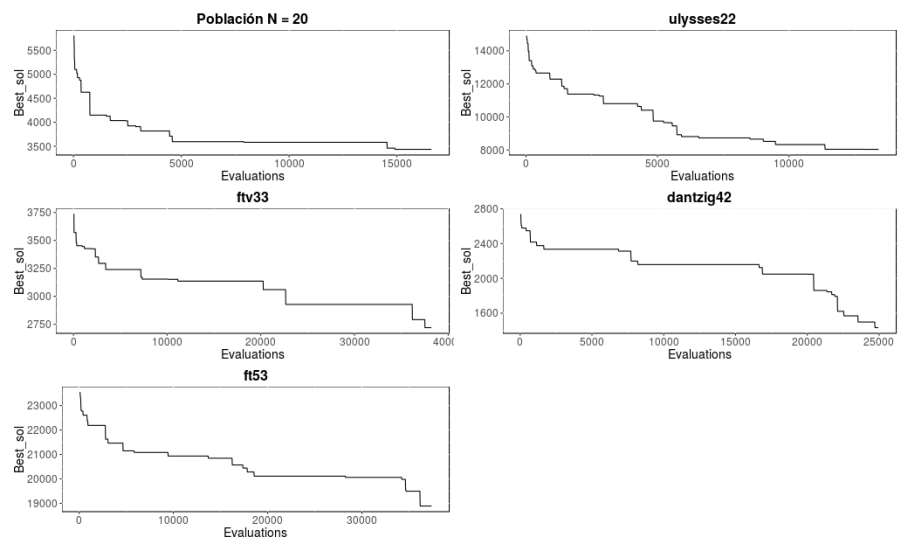 Población N = 20
5500
5000
4500
4000
3500
Best_sol
0 5000 10000 15000
Evaluations
ulysses22
14000
12000
10000
8000
Best_sol
0 5000 10000
Evaluations
ftv33
3750
3500
3250
3000
2750
Best_sol
0 10000 20000 30000
Evaluations
dantzig42
2800
2400
2000
1600
Best_sol
0 5000 10000 15000 20000 25000
Evaluations
ft53
23000
22000
21000
20000
19000
Best_sol
0 10000 20000 30000
Evaluations